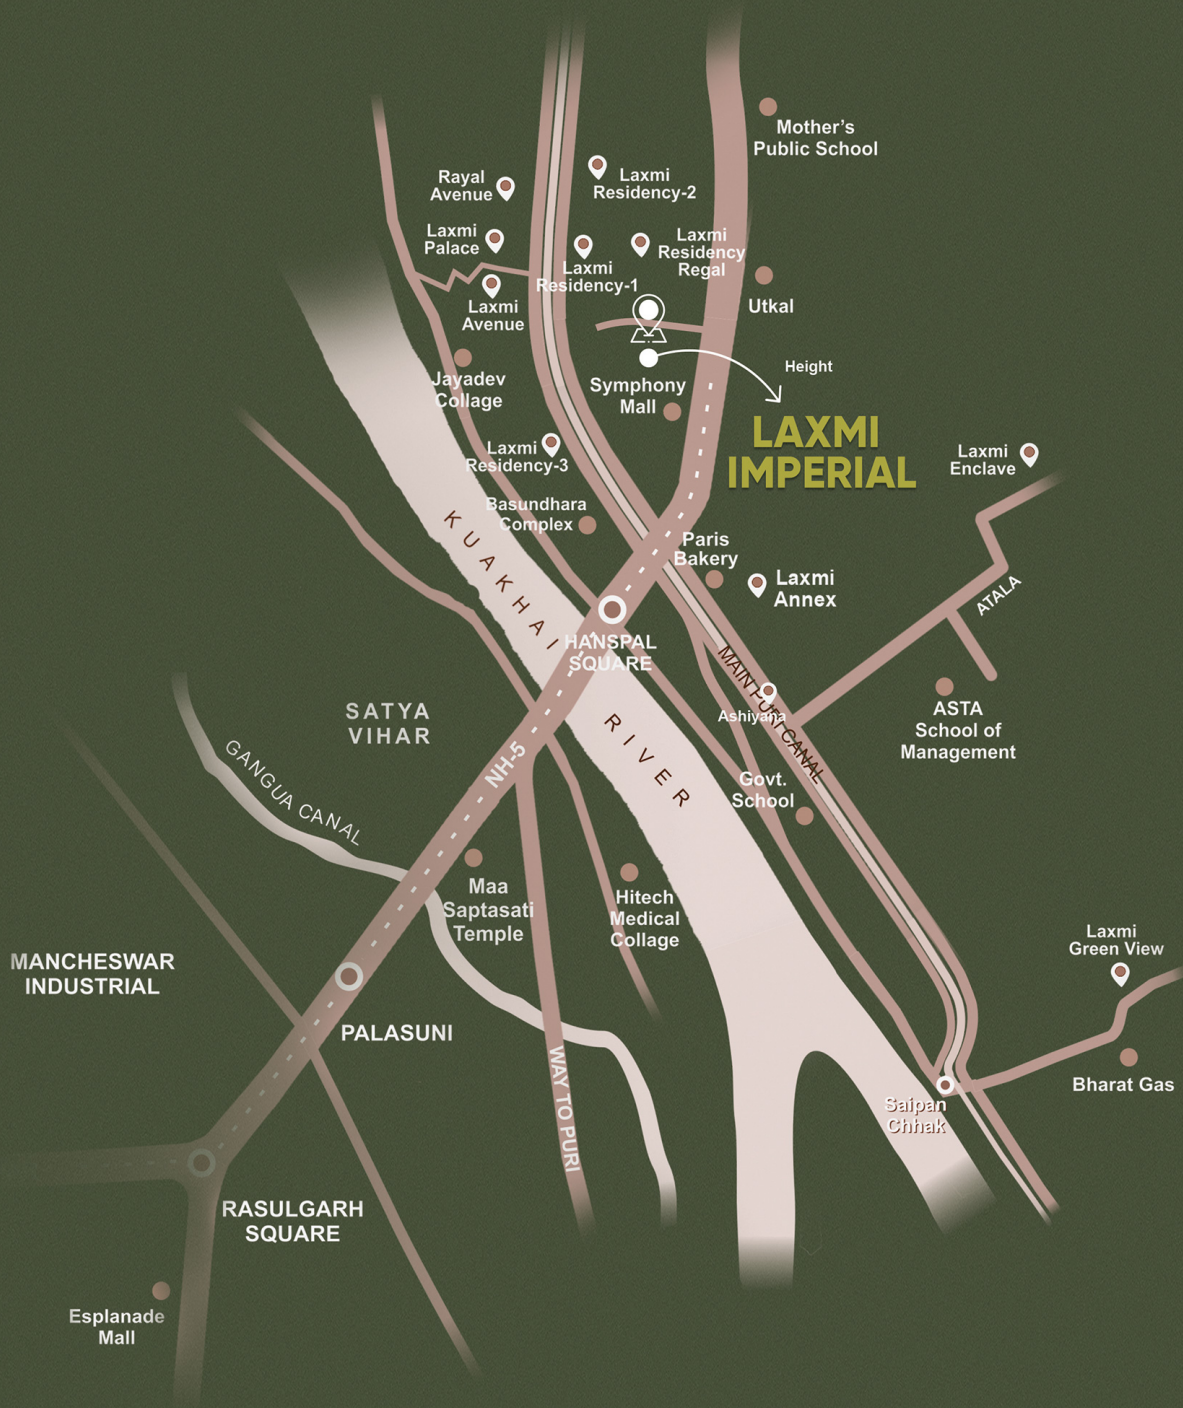 Mother's
Public School
Rayal
Avenue
Laxmi
Residency-2
Laxmi
Palace
Laxmi
Residency
Regal
Laxmi
Residency-1
Laxmi
Avenue
Utkal
Height
Jayadev
Collage
Symphony
Mall
LAXMI
IMPERIAL
Laxmi
Residency-3
Laxmi
Enclave
Basundhara
Complex
KUAKHAI
Paris
Bakery
Laxmi
Annex
ATALA
HANSPAL
SQUARE
MAIN PURI CANAL
Ashiyana
ASTA
School of
Management
SATYA
VIHAR
RIVER
NH-5
GANGUA CANAL
Govt.
School
Maa
Saptasati
Temple
Hitech
Medical
Collage
Laxmi
Green View
MANCHESWAR
INDUSTRIAL
PALASUNI
WAY TO PURI
Bharat Gas
Saipan
Chhak
RASULGARH
SQUARE
Esplanade
Mall